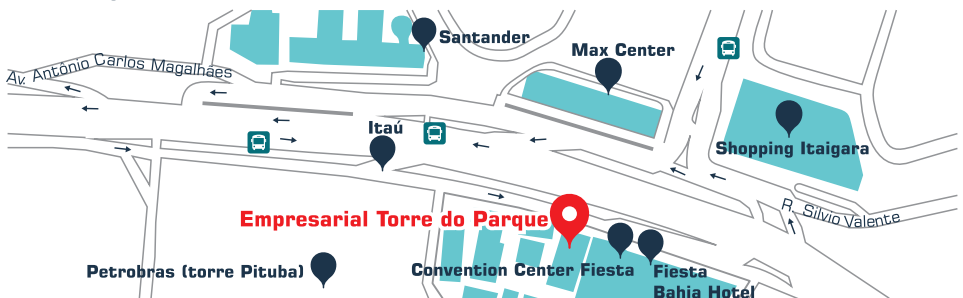 Santander
Max Center
Av. Antônio Carlos Magalhães
Itaú
Shopping Itaigara
R. Silvio Valente
Empresarial Torre do Parque
Petrobras (torre Pituba)
Convention Center Fiesta
Fiesta
Bahia Hotel